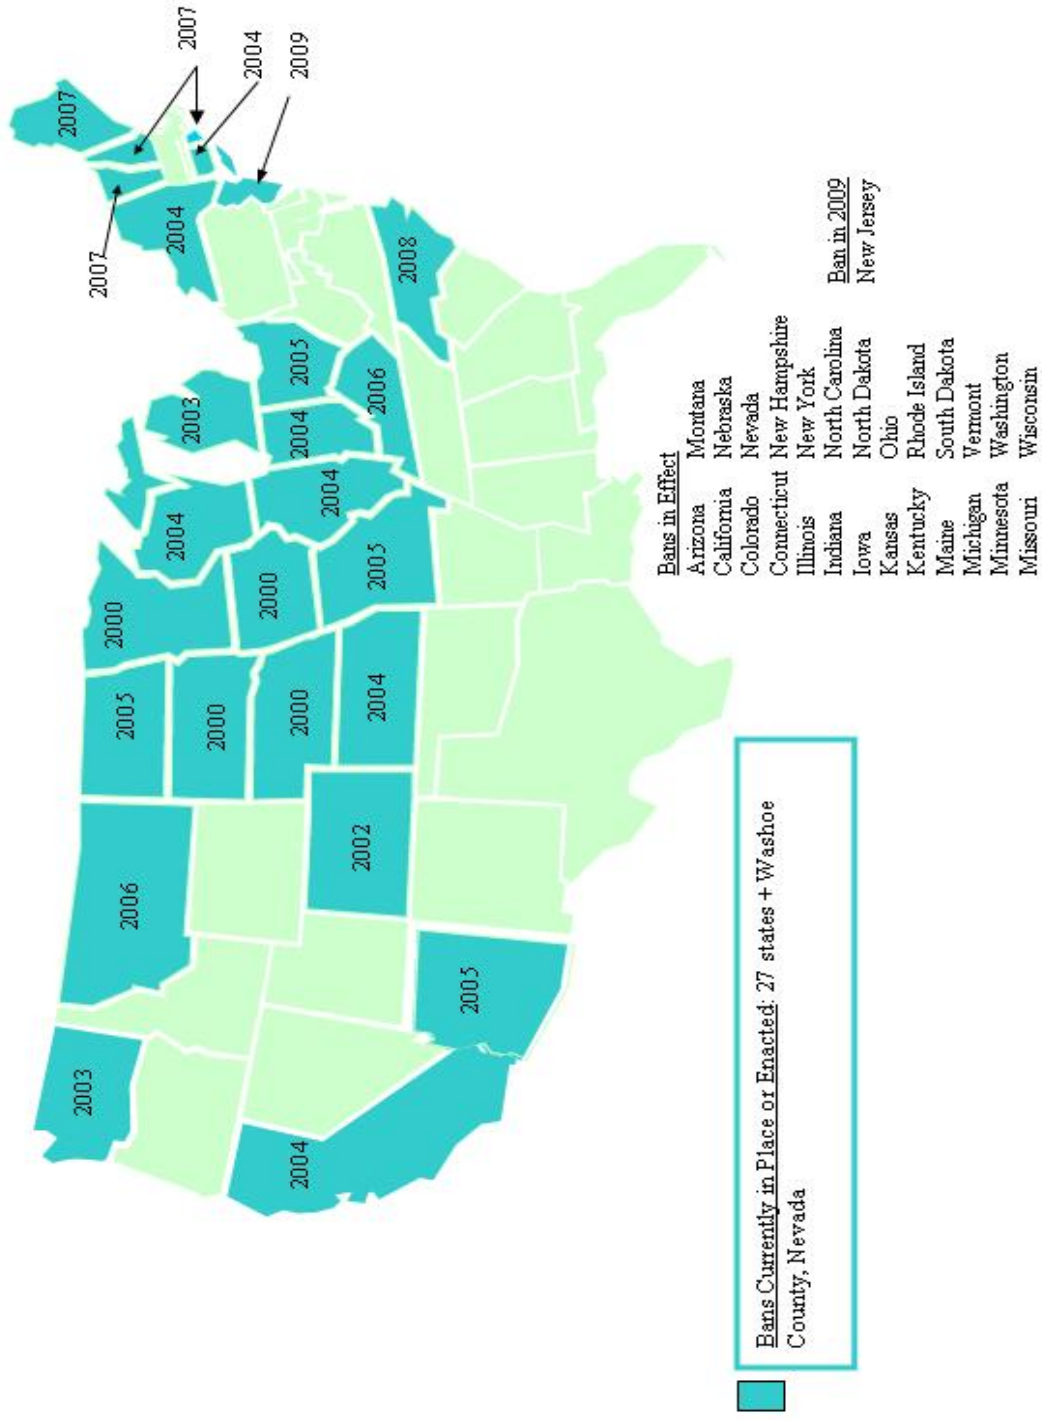 2007
2003
2007
2000
2005
2006
2004
2004
2007
2003
2000
2004
2000
2004
2000
2004
2005
2009
2004
2002
2004
2005
2006
2008
2005
Bans in Effect
Arizona Montana
California Nebraska
Colorado Nevada
Connecticut New Hampshire
Illinois New York
Indiana North Carolina
Iowa North Dakota
Kansas Ohio
Kentucky Rhode Island
Maine South Dakota
Michigan Vermont
Minnesota Washington
Missouri Wisconsin
Ban in 2009
New Jersey
Bans Currently in Place or Enacted: 27 states + Washoe
County, Nevada